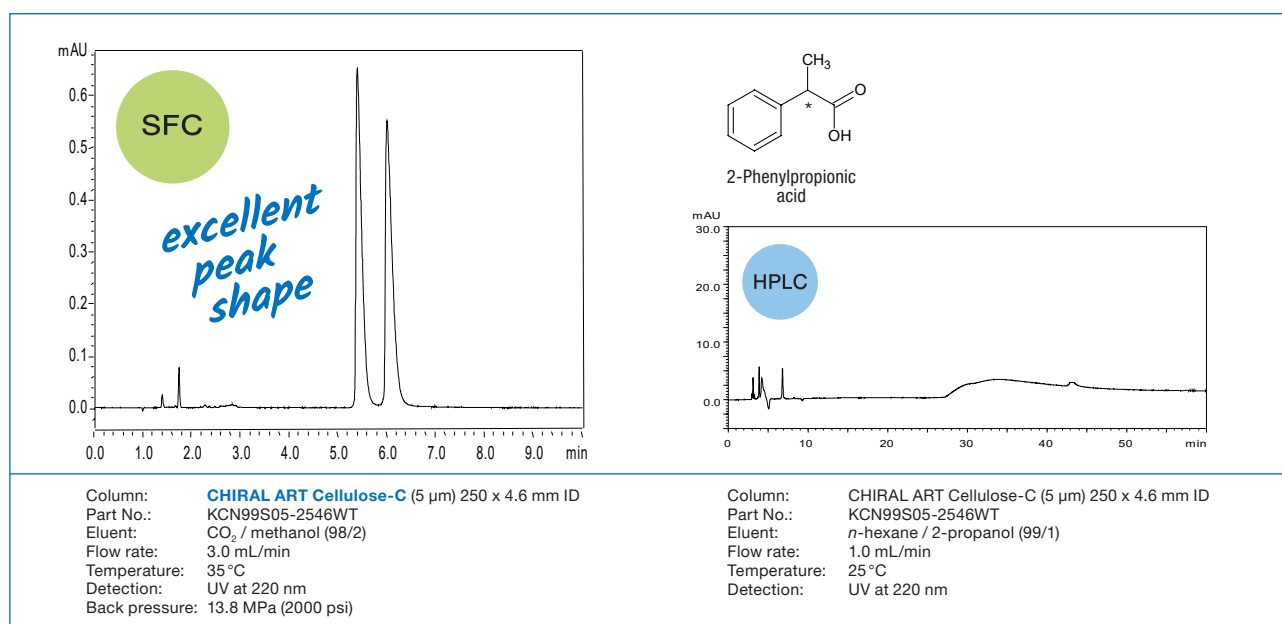 mAU
0.6
0.5
0.4
0.3
0.2
0.1
0.0
0.0 1.0 2.0 3.0 4.0 5.0 6.0 7.0 8.0 9.0 min
SFC
excellent
peak
shape
CH3
O
*
OH
2-Phenylpropionic
acid
mAU
30.0
20.0
10.0
0.0
0 10 20 30 40 50 min
HPLC
Column: CHIRAL ART Cellulose-C (5 µm) 250 x 4.6 mm ID
Part No.: KCN99S05-2546WT
Eluent: CO2 / methanol (98/2)
Flow rate: 3.0 mL/min
Temperature: 35 °C
Detection: UV at 220 nm
Back pressure: 13.8 MPa (2000 psi)
Column: CHIRAL ART Cellulose-C (5 µm) 250 x 4.6 mm ID
Part No.: KCN99S05-2546WT
Eluent: n-hexane / 2-propanol (99/1)
Flow rate: 1.0 mL/min
Temperature: 25 °C
Detection: UV at 220 nm